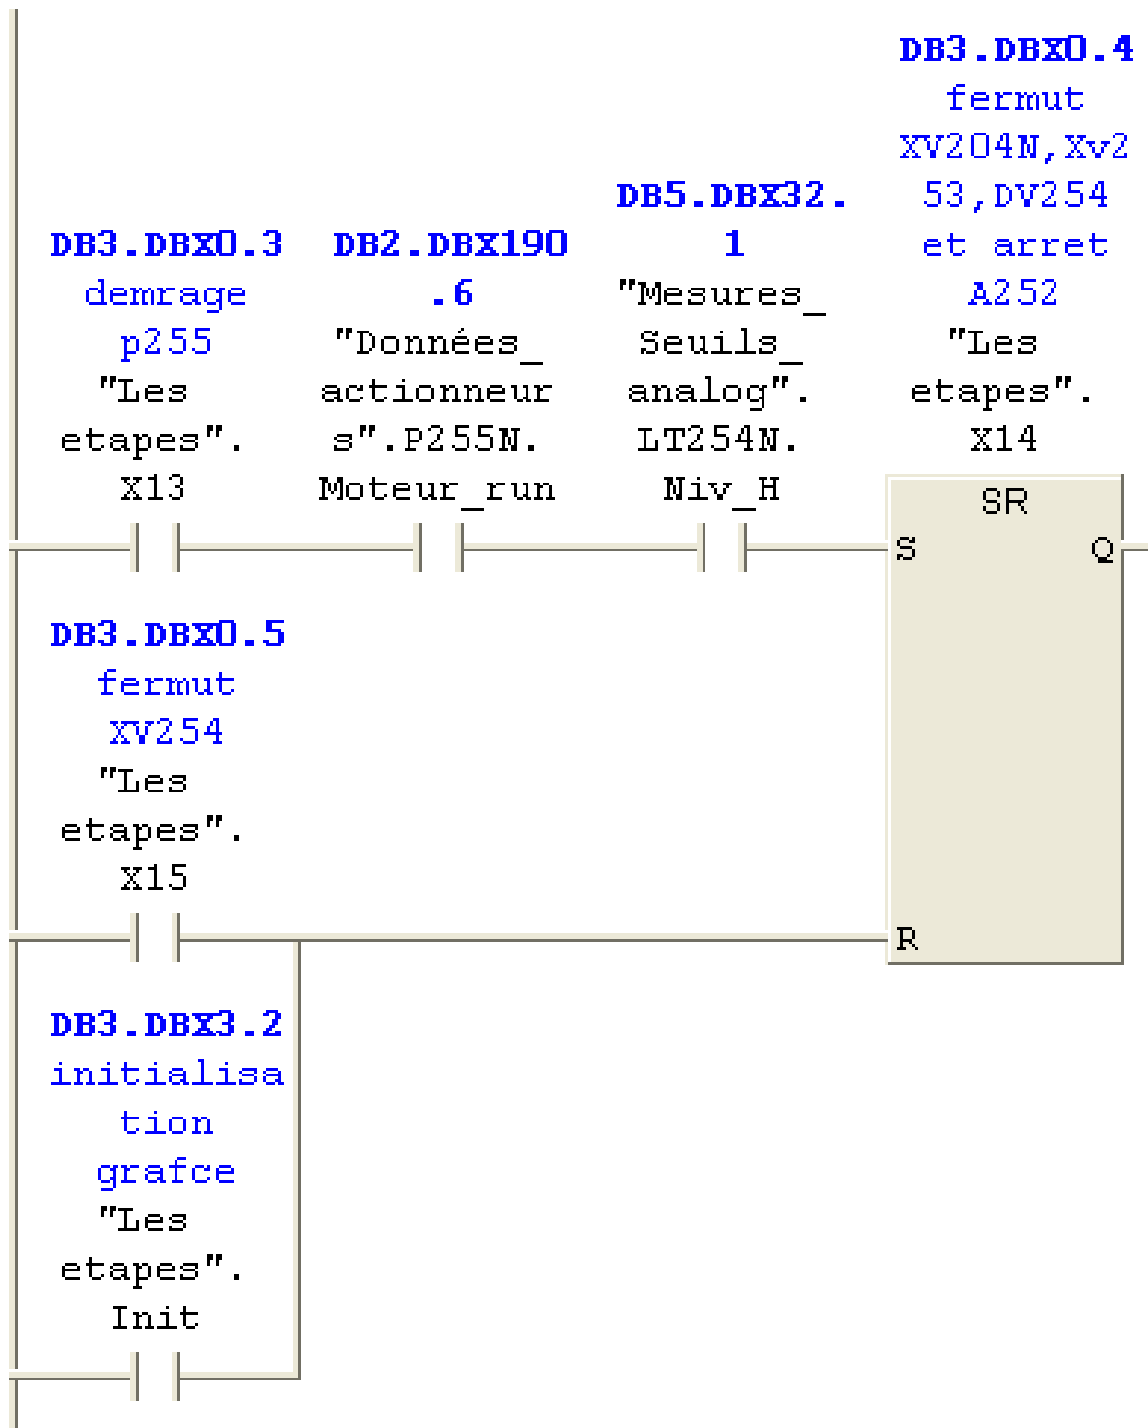 DB3.DBX0.4
fermut
XV204N,Xv2
53,DV254
et arret
A252
"Les
etapes".
X14
DB3.DBX0.3
demrage
p255
"Les
etapes".
X13
DB2.DBX190
.6
"Données_
actionneur
s".P255N.
Moteur_run
DB5.DBX32.
1
"Mesures_
Seuils_
analog".
LT254N.
Niv_H
SR
S
Q
DB3.DBX0.5
fermut
XV254
"Les
etapes".
X15
R
DB3.DBX3.2
initialisa
tion
grafce
"Les
etapes".
Init